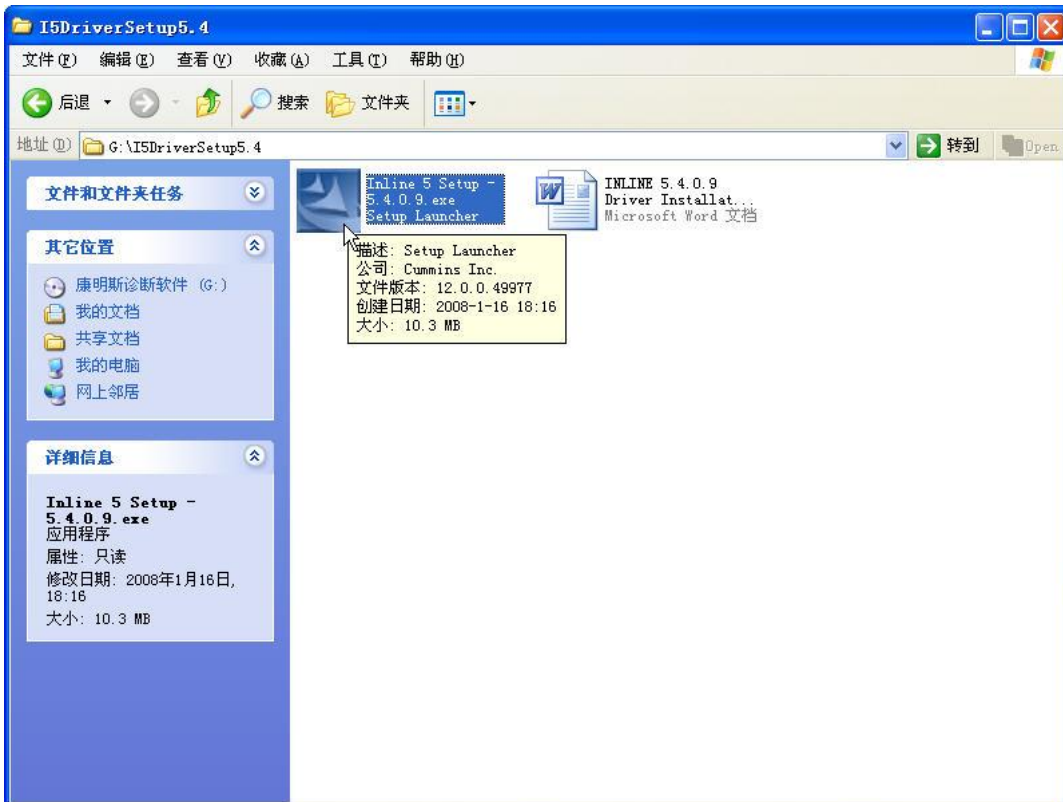 I5DriverSetup5.4
文件(F) 编辑(E) 查看(V) 收藏(A) 工具(T) 帮助(H)
后退 搜索 文件夹
地址(D) G:\I5DriverSetup5.4 转到 Open
文件和文件夹任务
其它位置
康明斯诊断软件 (G:)
我的文档
共享文档
我的电脑
网上邻居
详细信息
Inline 5 Setup -
5.4.0.9.exe
应用程序
属性: 只读
修改日期: 2008年1月16日,
18:16
大小: 10.3 MB
Inline 5 Setup -
5.4.0.9.exe
Setup Launcher
INLINE 5.4.0.9
Driver Installat...
Microsoft Word 文档
描述: Setup Launcher
公司: Cummins Inc.
文件版本: 12.0.0.49977
创建日期: 2008-1-16 18:16
大小: 10.3 MB